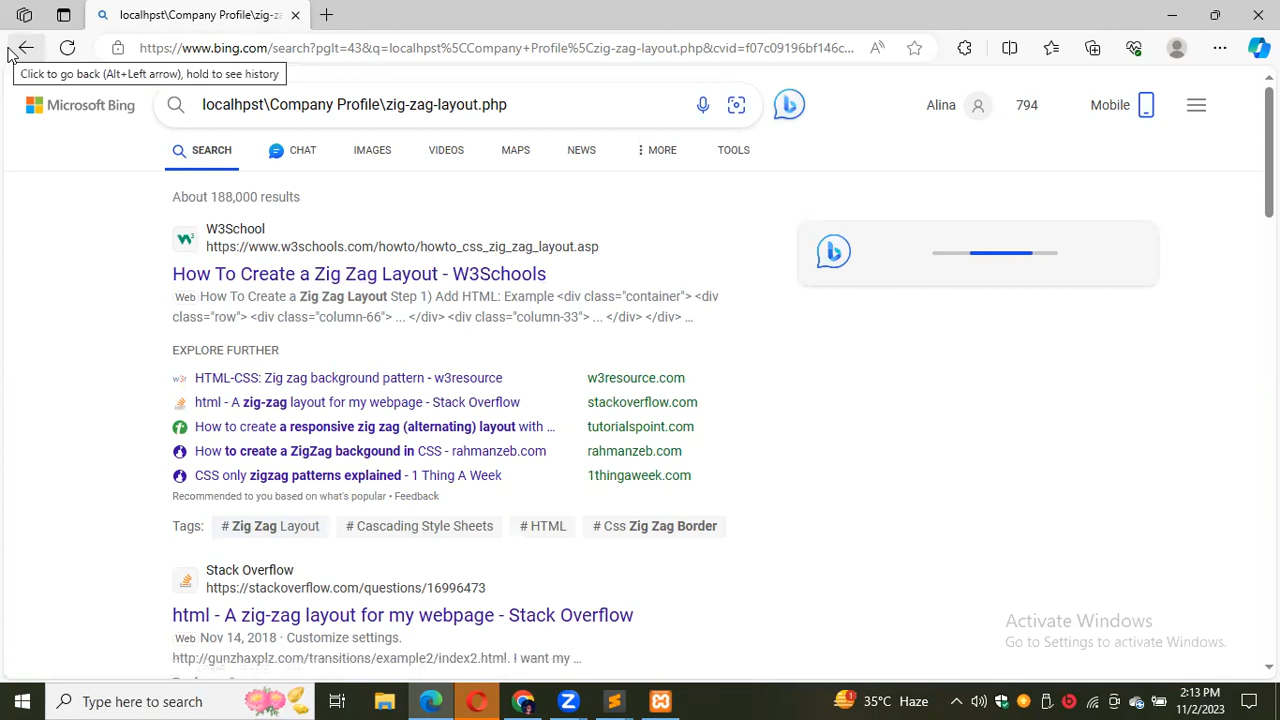 localhpst\Company Profile\zig-za
https://www.bing.com/search?pglt=43&q=localhpst%5CCompany+Profile%5Czig-zag-layout.php&cvid=f07c09196bf146c...
Click to go back (Alt+Left arrow), hold to see history
Microsoft Bing
localhpst\Company Profile\zig-zag-layout.php
Alina
794
Mobile
SEARCH
CHAT
IMAGES
VIDEOS
MAPS
NEWS
MORE
TOOLS
About 188,000 results
W3School
https://www.w3schools.com/howto/howto_css_zig_zag_layout.asp
How To Create a Zig Zag Layout - W3Schools
Web How To Create a Zig Zag Layout Step 1) Add HTML: Example <div class="container"> <div
class="row"> <div class="column-66"> ... </div> <div class="column-33"> ... </div> </div> ...
EXPLORE FURTHER
HTML-CSS: Zig zag background pattern - w3resource w3resource.com
html - A zig-zag layout for my webpage - Stack Overflow stackoverflow.com
How to create a responsive zig zag (alternating) layout with ... tutorialspoint.com
How to create a ZigZag backgound in CSS - rahmanzeb.com rahmanzeb.com
CSS only zigzag patterns explained - 1 Thing A Week 1thingaweek.com
Recommended to you based on what's popular • Feedback
Tags: # Zig Zag Layout # Cascading Style Sheets # HTML # Css Zig Zag Border
Stack Overflow
https://stackoverflow.com/questions/16996473
html - A zig-zag layout for my webpage - Stack Overflow
Web Nov 14, 2018 · Customize settings.
http://gunzhaxplz.com/transitions/example2/index2.html. I want my ...
Activate Windows
Go to Settings to activate Windows.
Type here to search
35°C Haze
2:13 PM
11/2/2023